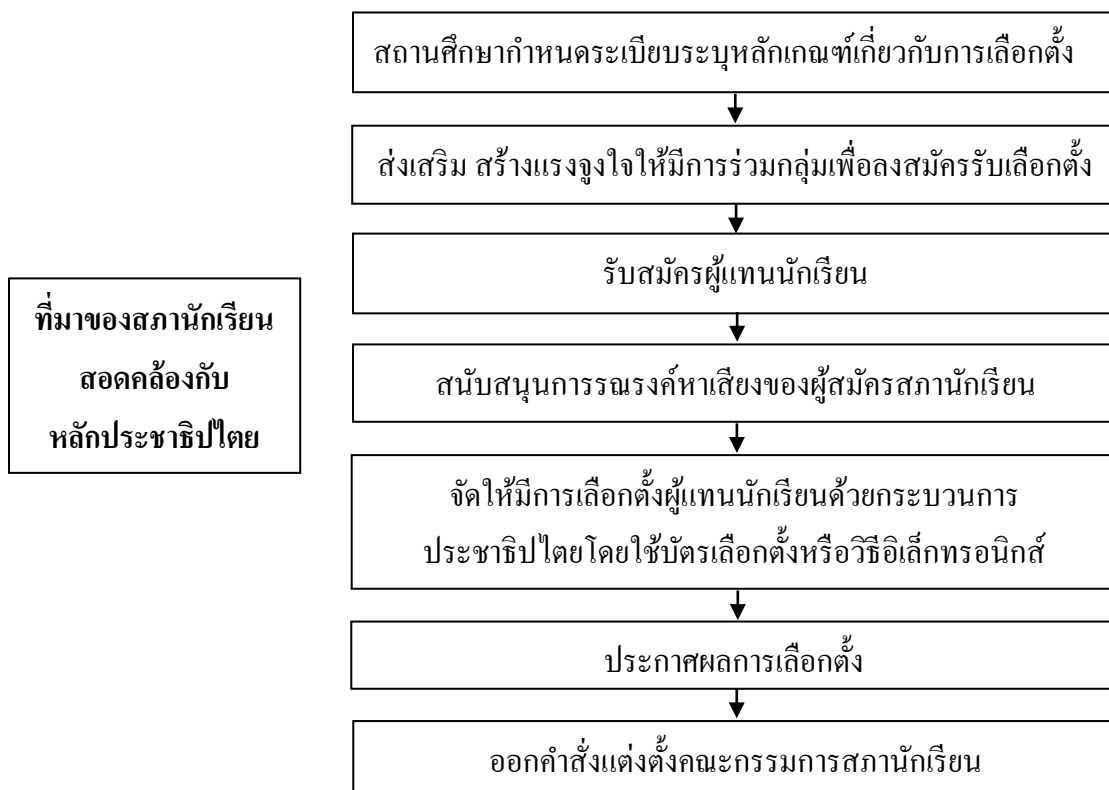 สถานศึกษากำหนดระเบียบระบุหลักเกณฑ์เกี่ยวกับการเลือกตั้ง
ส่งเสริม สร้างแรงจูงใจให้มีการร่วมกลุ่มเพื่อลงสมัครรับเลือกตั้ง
รับสมัครผู้แทนนักเรียน
ที่มาของสภานักเรียน
สอดคล้องกับ
หลักประชาธิปไตย
สนับสนุนการรณรงค์หาเสียงของผู้สมัครสภานักเรียน
จัดให้มีการเลือกตั้งผู้แทนนักเรียนด้วยกระบวนการ
ประชาธิปไตยโดยใช้บัตรเลือกตั้งหรือวิธีอิเล็กทรอนิกส์
ประกาศผลการเลือกตั้ง
ออกคำสั่งแต่งตั้งคณะกรรมการสภานักเรียน